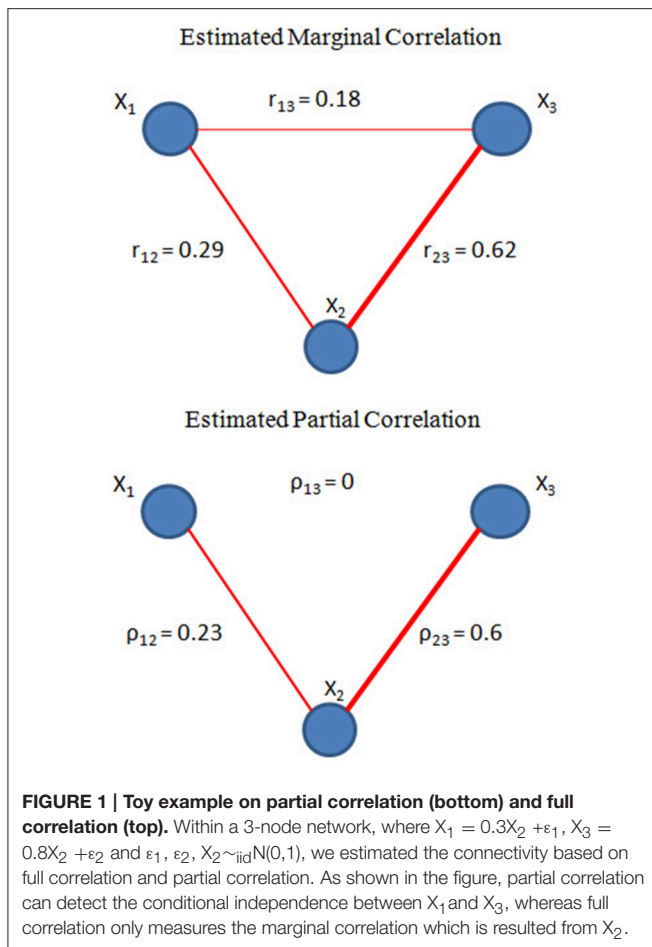 Estimated Marginal Correlation
X₁
r₁₃ = 0.18
X₃
r₁₂ = 0.29
r₂₃ = 0.62
X₂
Estimated Partial Correlation
X₁
ρ₁₃ = 0
X₃
ρ₁₂ = 0.23
ρ₂₃ = 0.6
X₂
FIGURE 1 | Toy example on partial correlation (bottom) and full
correlation (top). Within a 3-node network, where X₁ = 0.3X₂ +ε₁, X₃ =
0.8X₂ +ε₂ and ε₁, ε₂, X₂∼iidN(0,1), we estimated the connectivity based on
full correlation and partial correlation. As shown in the figure, partial correlation
can detect the conditional independence between X₁and X₃, whereas full
correlation only measures the marginal correlation which is resulted from X₂.